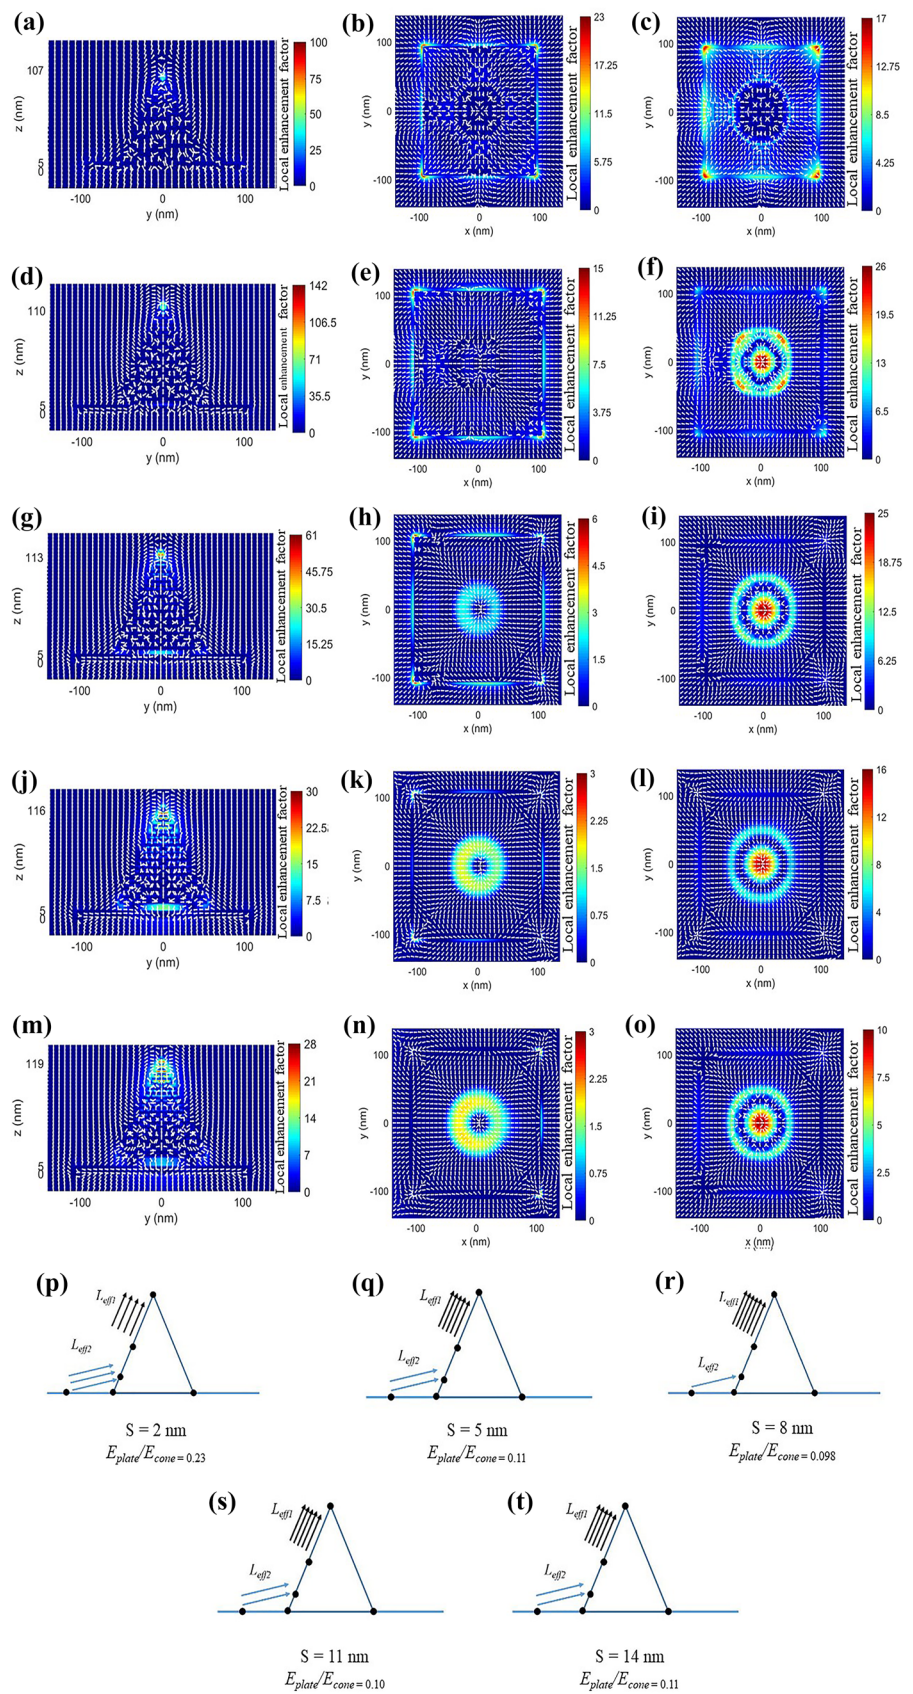 (a)
107
z (nm)
5
0
-100
0
100
y (nm)
100
75
50
25
0
Local enhancement factor
(b)
100
y (nm)
0
-100
-100
0
100
x (nm)
23
17.25
11.5
5.75
0
Local enhancement factor
(c)
100
y (nm)
0
-100
-100
0
100
x (nm)
17
12.75
8.5
4.25
0
Local enhancement factor
(d)
110
z (nm)
5
0
-100
0
100
y (nm)
142
106.5
71
35.5
0
Local enhancement factor
(e)
100
y (nm)
0
-100
-100
0
100
x (nm)
15
11.25
7.5
3.75
0
Local enhancement factor
(f)
100
y (nm)
0
-100
-100
0
100
x (nm)
26
19.5
13
6.5
0
Local enhancement factor
(g)
113
z (nm)
5
0
-100
0
100
y (nm)
61
45.75
30.5
15.25
0
Local enhancement factor
(h)
100
y (nm)
0
-100
-100
0
100
x (nm)
6
4.5
3
1.5
0
Local enhancement factor
(i)
100
y (nm)
0
-100
-100
0
100
x (nm)
25
18.75
12.5
6.25
0
Local enhancement factor
(j)
116
z (nm)
5
0
-100
0
100
y (nm)
30
22.5
15
7.5
0
Local enhancement factor
(k)
100
y (nm)
0
-100
-100
0
100
x (nm)
3
2.25
1.5
0.75
0
Local enhancement factor
(l)
100
y (nm)
0
-100
-100
0
100
x (nm)
16
12
8
4
0
Local enhancement factor
(m)
119
z (nm)
5
0
-100
0
100
y (nm)
28
21
14
7
0
Local enhancement factor
(n)
100
y (nm)
0
-100
-100
0
100
x (nm)
3
2.25
1.5
0.75
0
Local enhancement factor
(o)
100
y (nm)
0
-100
-100
0
100
x (nm)
10
7.5
5
2.5
0
Local enhancement factor
(p)
Leff1
Leff2
S = 2 nm
Eplate/Econe = 0.23
(q)
Leff1
Leff2
S = 5 nm
Eplate/Econe = 0.11
(r)
Leff1
Leff2
S = 8 nm
Eplate/Econe = 0.098
(s)
Leff1
Leff2
S = 11 nm
Eplate/Econe = 0.10
(t)
Leff1
Leff2
S = 14 nm
Eplate/Econe = 0.11